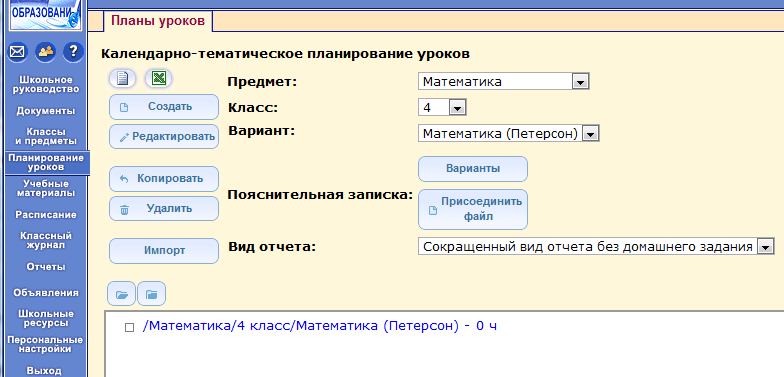 ОБРАЗОВАНИ
Планы уроков
Календарно-тематическое планирование уроков
?
Школьное
руководство
Документы
Классы
и предметы
Планирование
уроков
Учебные
материалы
Расписание
Классный
журнал
Отчеты
Объявления
Школьные
ресурсы
Персональные
настройки
Выход
Создать
Редактировать
Копировать
Удалить
Импорт
Предмет: Математика
Класс: 4
Вариант: Математика (Петерсон)
Пояснительная записка:
Варианты
Присоединить
файл
Вид отчета: Сокращенный вид отчета без домашнего задания
/Математика/4 класс/Математика (Петерсон) - 0 ч